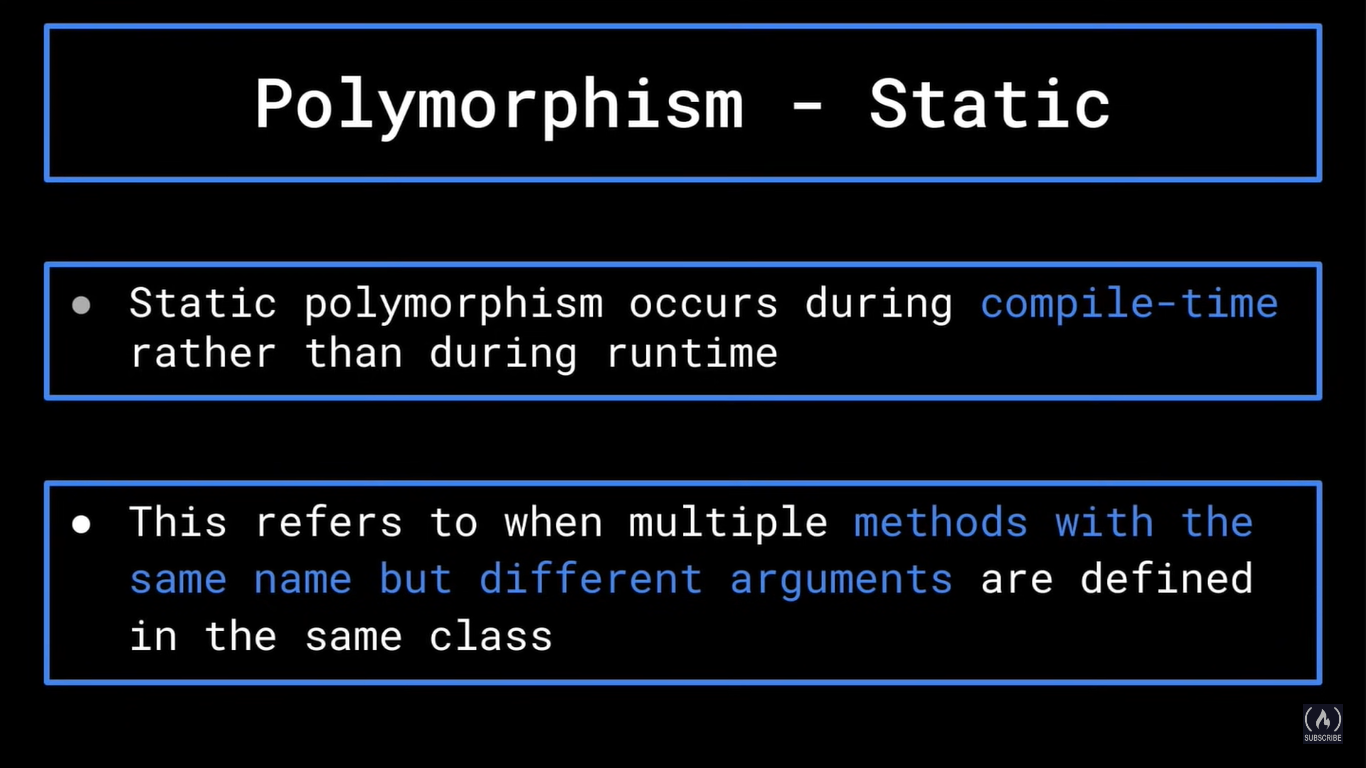 Polymorphism - Static
● Static polymorphism occurs during compile-time
rather than during runtime
● This refers to when multiple methods with the
same name but different arguments are defined
in the same class
SUBSCRIBE